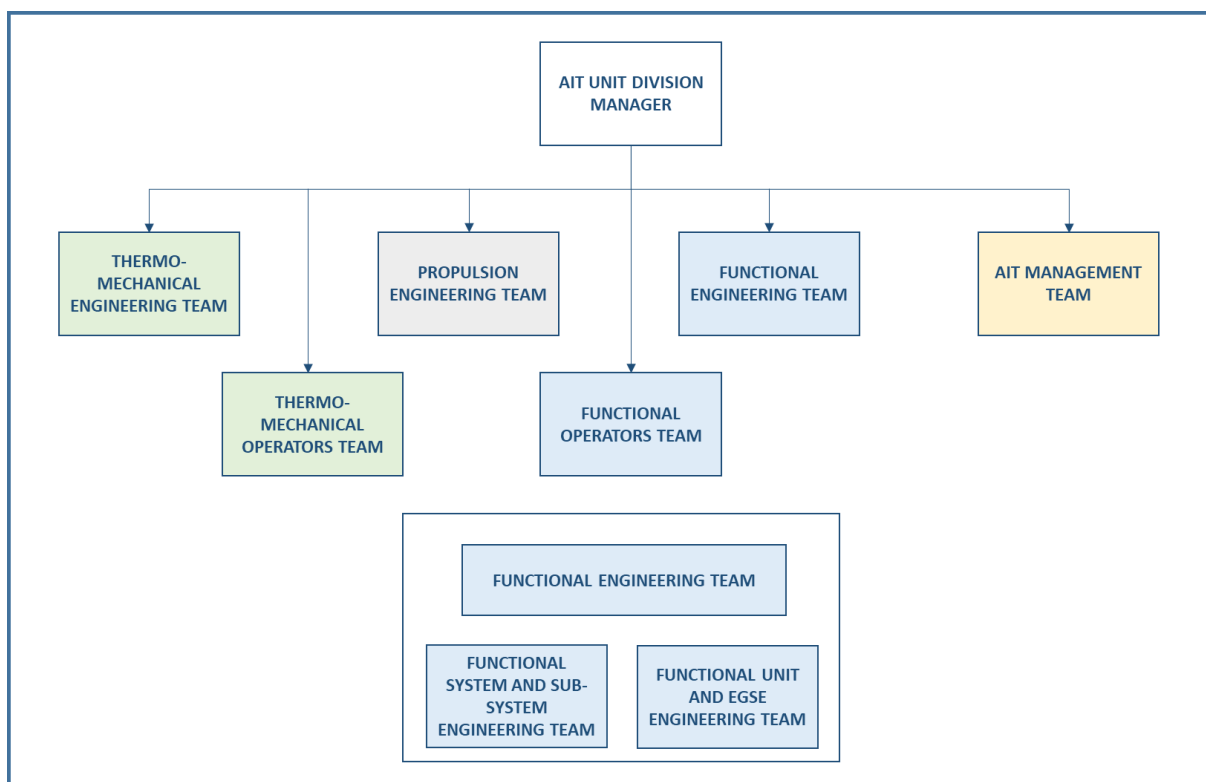 AIT UNIT DIVISION
MANAGER
THERMO-
MECHANICAL
ENGINEERING TEAM
PROPULSION
ENGINEERING TEAM
FUNCTIONAL
ENGINEERING TEAM
AIT MANAGEMENT
TEAM
THERMO-
MECHANICAL
OPERATORS TEAM
FUNCTIONAL
OPERATORS TEAM
FUNCTIONAL ENGINEERING TEAM
FUNCTIONAL
SYSTEM AND SUB-
SYSTEM
ENGINEERING TEAM
FUNCTIONAL UNIT
AND EGSE
ENGINEERING TEAM